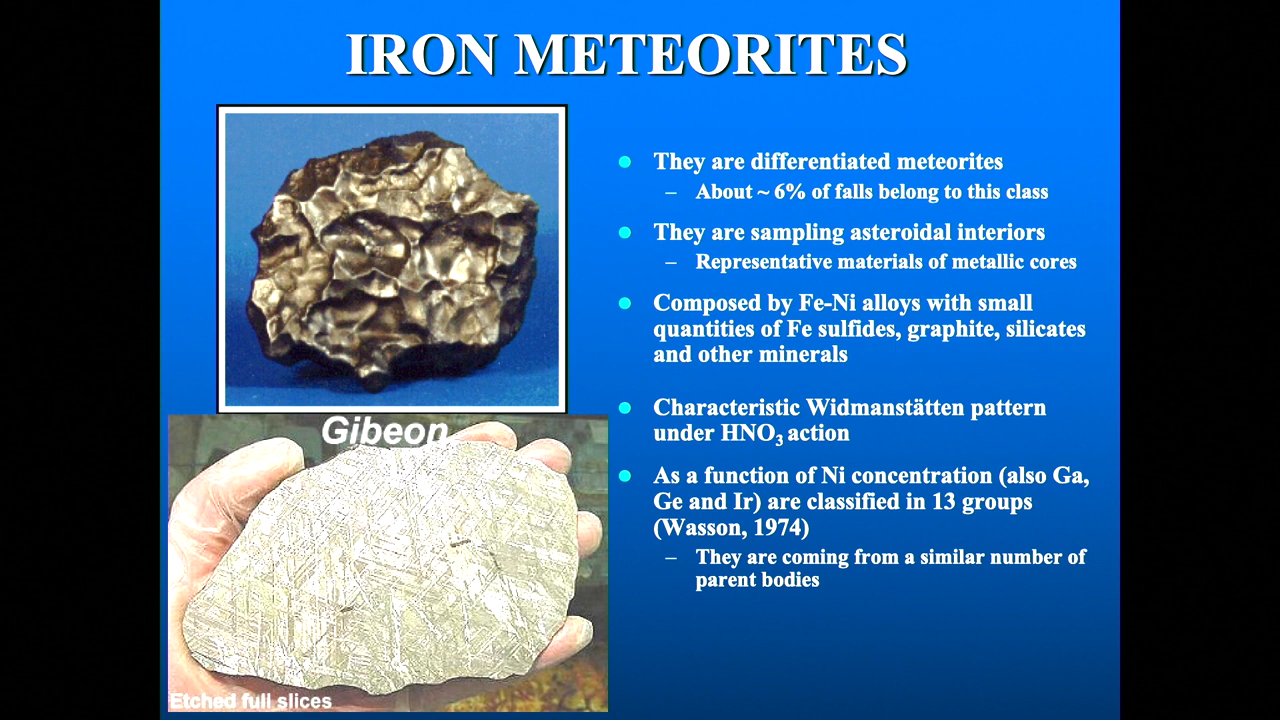 IRON METEORITES
They are differentiated meteorites
– About ~ 6% of falls belong to this class
They are sampling asteroidal interiors
– Representative materials of metallic cores
Composed by Fe-Ni alloys with small
quantities of Fe sulfides, graphite, silicates
and other minerals
Characteristic Widmanstätten pattern
under HNO₃ action
As a function of Ni concentration (also Ga,
Ge and Ir) are classified in 13 groups
(Wasson, 1974)
– They are coming from a similar number of
parent bodies
Gibeon
Etched full slices